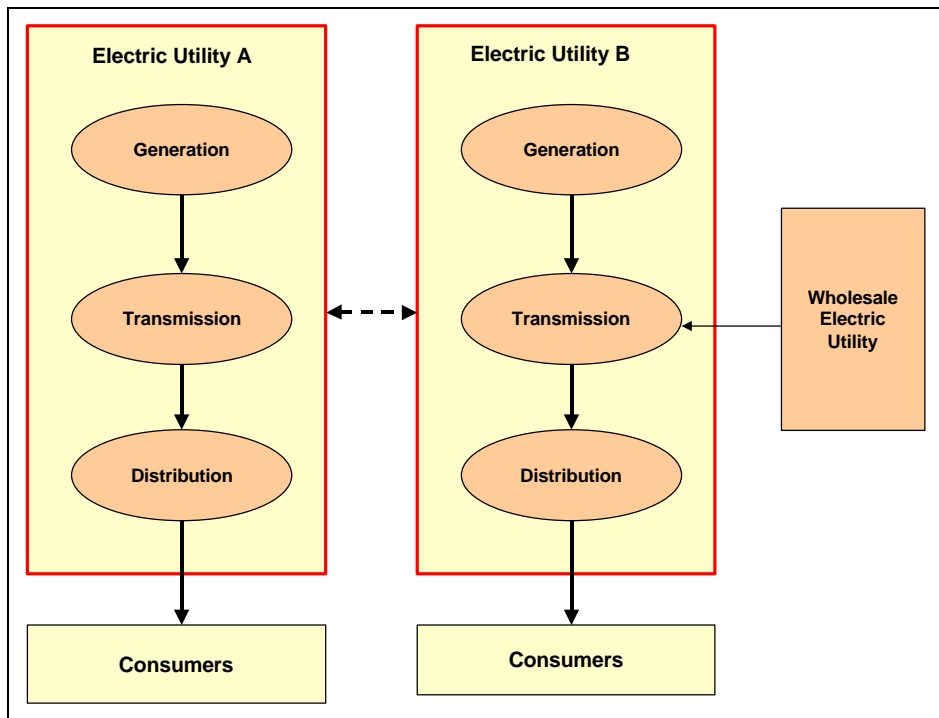 Electric Utility A
Generation
Transmission
Distribution
Consumers
Electric Utility B
Generation
Transmission
Distribution
Consumers
Wholesale
Electric
Utility